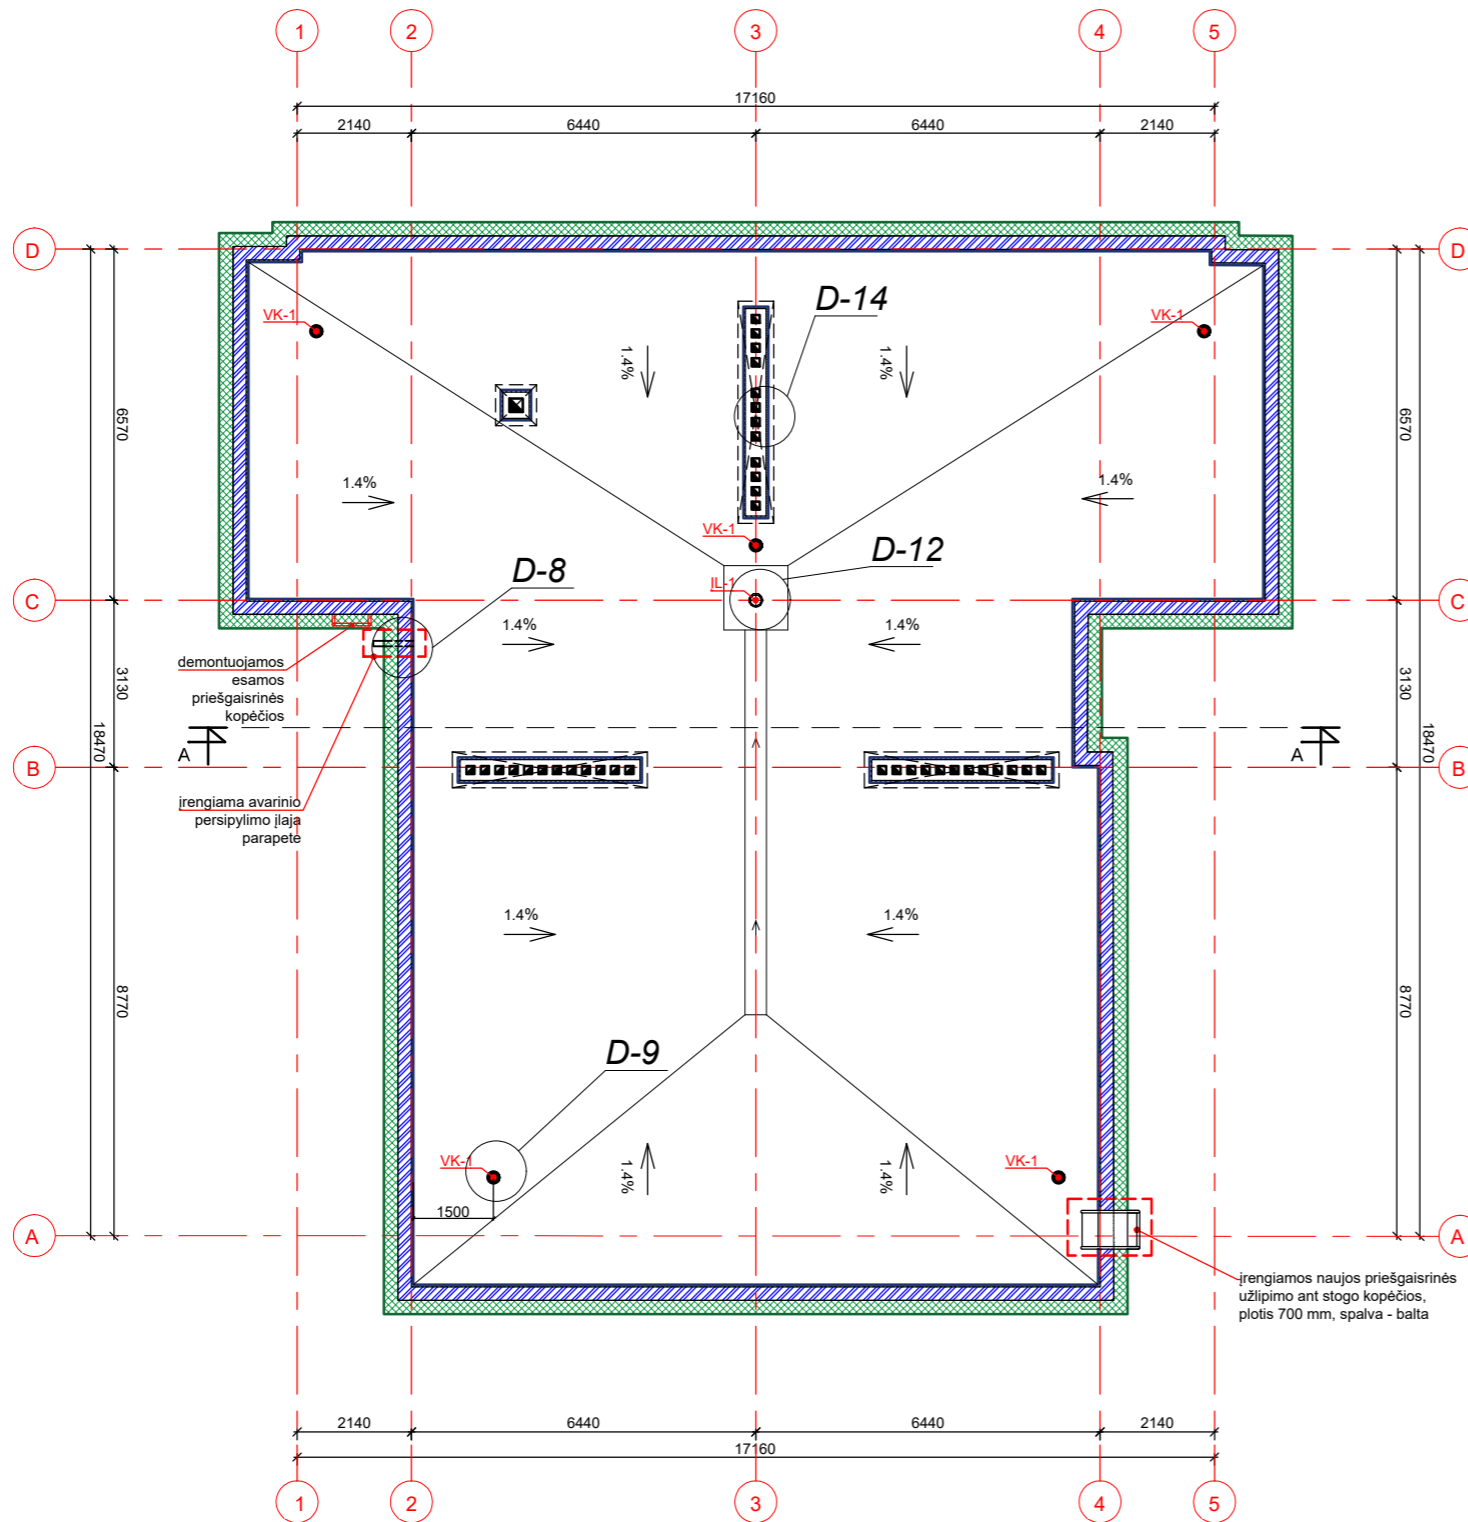 1
2
3
4
5
17160
2140
6440
6440
2140
D
D
D-14
VK-1
VK-1
1.4%
1.4%
6570
6570
1.4%
1.4%
VK-1
D-12
D-8
IL-1
C
C
1.4%
1.4%
demontuojamos
esamos
priešgaisrinės
kopėčios
3130
3130
18470
18470
A
A
B
B
įrengiama avarinio
persipylimo įlaja
parapete
1.4%
1.4%
8770
8770
D-9
VK-1
VK-1
1.4%
1.4%
1500
A
A
įrengiamos naujos priešgaisrinės
užlipimo ant stogo kopėčios,
plotis 700 mm, spalva - balta
2140
6440
6440
2140
17160
1
2
3
4
5